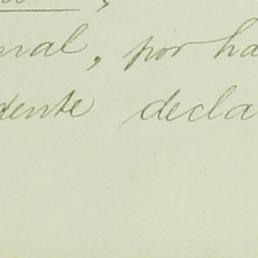 nal, por ha
dente decla